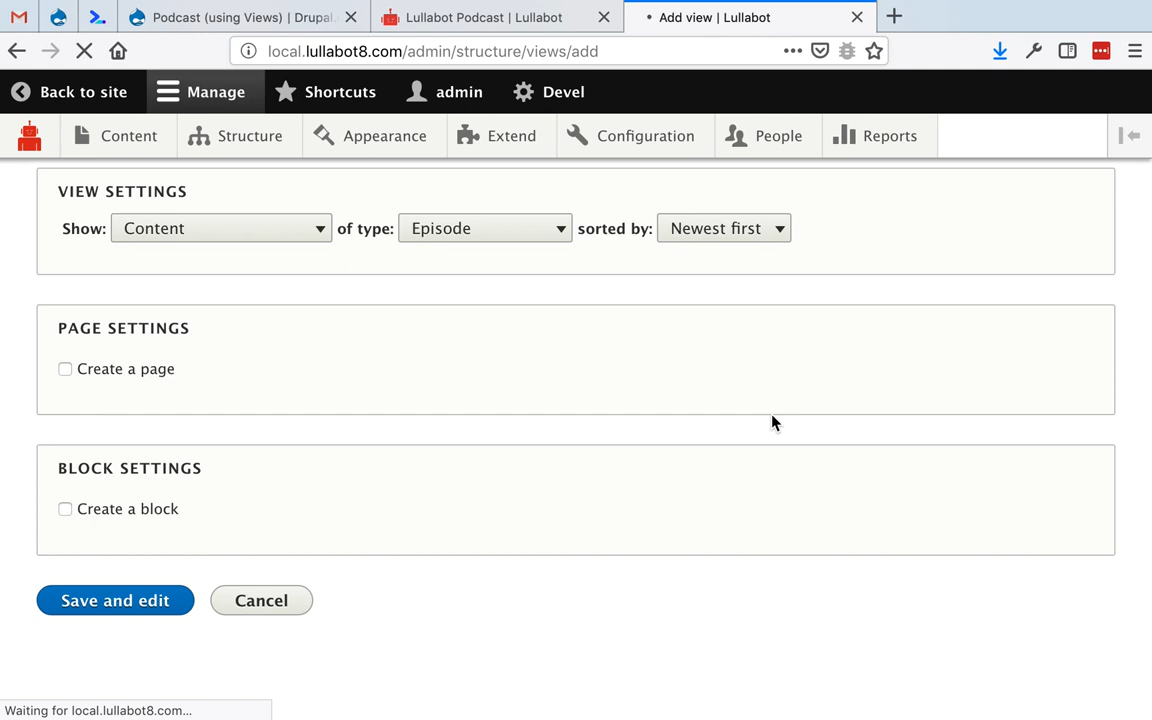 Podcast (using Views) | Drupal
Lullabot Podcast | Lullabot
Add view | Lullabot
local.lullabot8.com/admin/structure/views/add
Back to site
Manage
Shortcuts
admin
Devel
Content
Structure
Appearance
Extend
Configuration
People
Reports
VIEW SETTINGS
Show: Content of type: Episode sorted by: Newest first
PAGE SETTINGS
Create a page
BLOCK SETTINGS
Create a block
Save and edit
Cancel
Waiting for local.lullabot8.com...